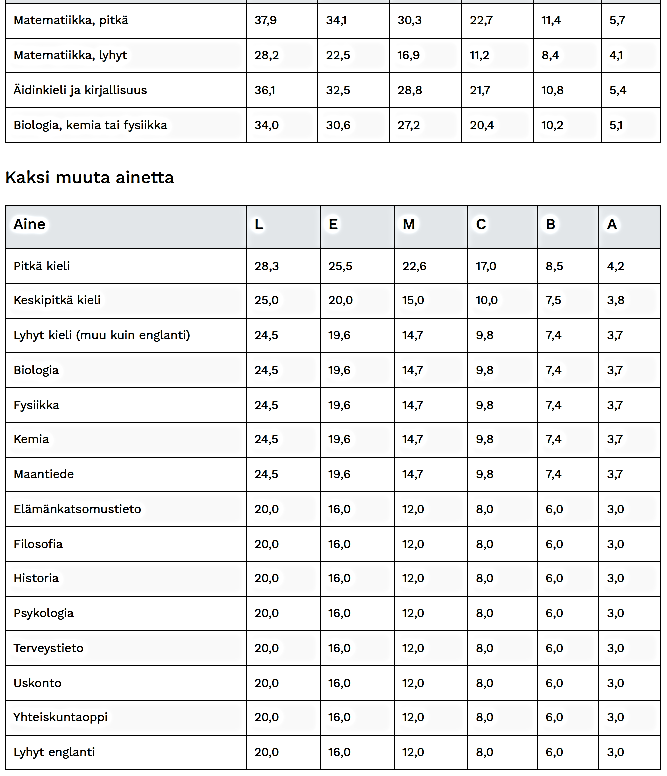 Matematiikka, pitkä 37,9 34,1 30,3 22,7 11,4 5,7
Matematiikka, lyhyt 28,2 22,5 16,9 11,2 8,4 4,1
Äidinkieli ja kirjallisuus 36,1 32,5 28,8 21,7 10,8 5,4
Biologia, kemia tai fysiikka 34,0 30,6 27,2 20,4 10,2 5,1
Kaksi muuta ainetta
Aine L E M C B A
Pitkä kieli 28,3 25,5 22,6 17,0 8,5 4,2
Keskipitkä kieli 25,0 20,0 15,0 10,0 7,5 3,8
Lyhyt kieli (muu kuin englanti) 24,5 19,6 14,7 9,8 7,4 3,7
Biologia 24,5 19,6 14,7 9,8 7,4 3,7
Fysiikka 24,5 19,6 14,7 9,8 7,4 3,7
Kemia 24,5 19,6 14,7 9,8 7,4 3,7
Maantiede 24,5 19,6 14,7 9,8 7,4 3,7
Elämänkatsomustieto 20,0 16,0 12,0 8,0 6,0 3,0
Filosofia 20,0 16,0 12,0 8,0 6,0 3,0
Historia 20,0 16,0 12,0 8,0 6,0 3,0
Psykologia 20,0 16,0 12,0 8,0 6,0 3,0
Terveystieto 20,0 16,0 12,0 8,0 6,0 3,0
Uskonto 20,0 16,0 12,0 8,0 6,0 3,0
Yhteiskuntaoppi 20,0 16,0 12,0 8,0 6,0 3,0
Lyhyt englanti 20,0 16,0 12,0 8,0 6,0 3,0